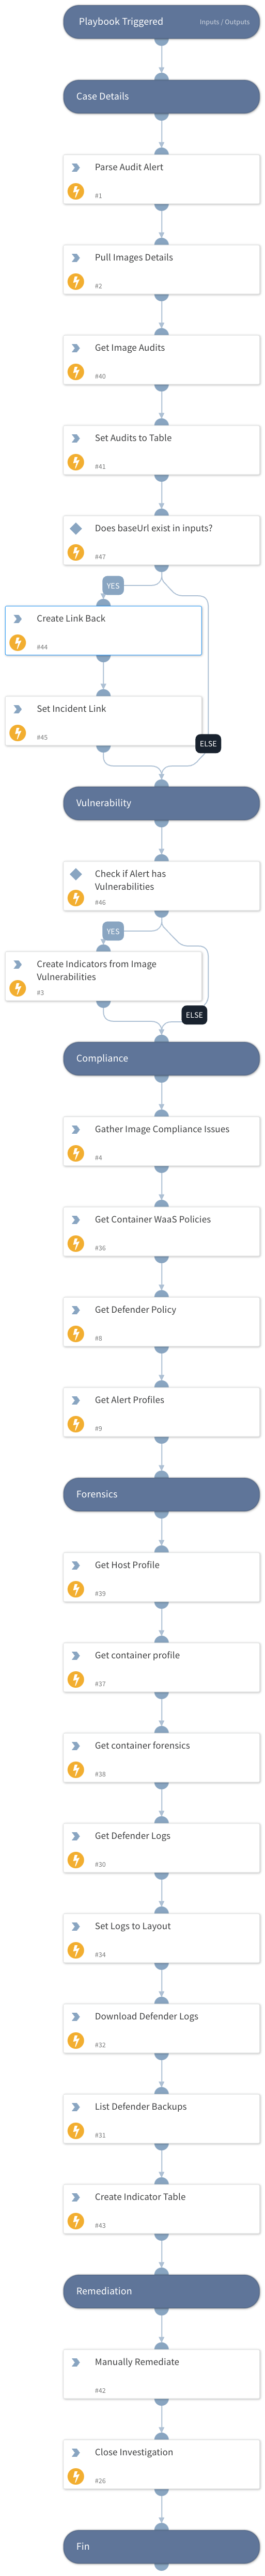 Playbook Triggered
Inputs / Outputs
Case Details
Parse Audit Alert
#1
Pull Images Details
#2
Get Image Audits
#40
Set Audits to Table
#41
Does baseUrl exist in inputs?
#47
YES
Create Link Back
#44
Set Incident Link
#45
ELSE
Vulnerability
Check if Alert has
Vulnerabilities
#46
YES
Create Indicators from Image
Vulnerabilities
#3
ELSE
Compliance
Gather Image Compliance Issues
#4
Get Container WaaS Policies
#36
Get Defender Policy
#8
Get Alert Profiles
#9
Forensics
Get Host Profile
#39
Get container profile
#37
Get container forensics
#38
Get Defender Logs
#30
Set Logs to Layout
#34
Download Defender Logs
#32
List Defender Backups
#31
Create Indicator Table
#43
Remediation
Manually Remediate
#42
Close Investigation
#26
Fin